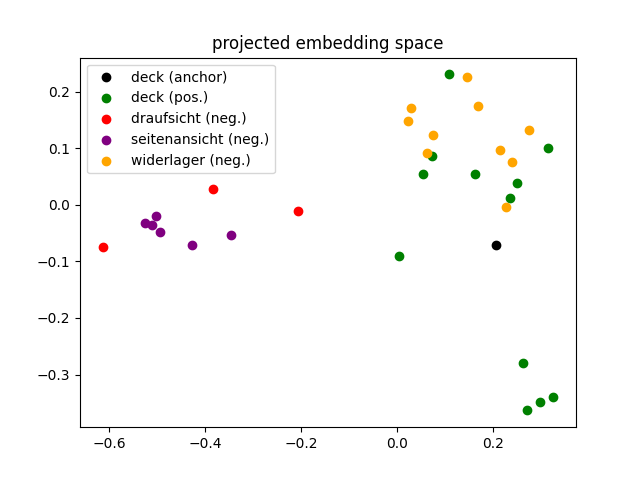 projected embedding space
deck (anchor)
deck (pos.)
draufsicht (neg.)
seitenansicht (neg.)
widerlager (neg.)
0.2
0.1
0.0
−0.1
−0.2
−0.3
−0.6
−0.4
−0.2
0.0
0.2